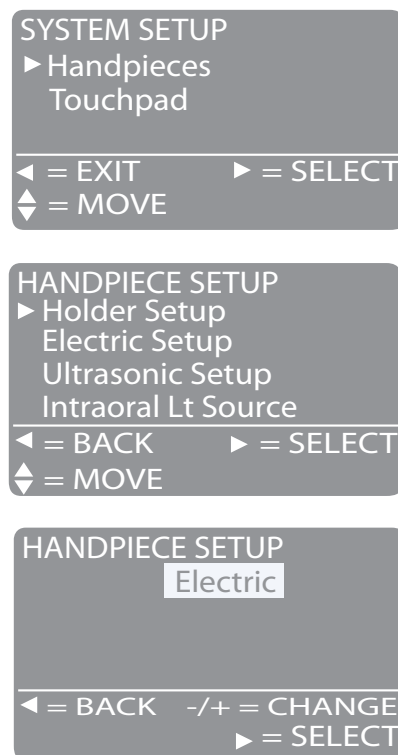 SYSTEM SETUP
▶ Handpieces
Touchpad
◀ = EXIT ▶ = SELECT
▲▼ = MOVE
HANDPIECE SETUP
▶ Holder Setup
Electric Setup
Ultrasonic Setup
Intraoral Lt Source
◀ = BACK ▶ = SELECT
▲▼ = MOVE
HANDPIECE SETUP
Electric
◀ = BACK -/+ = CHANGE
▶ = SELECT